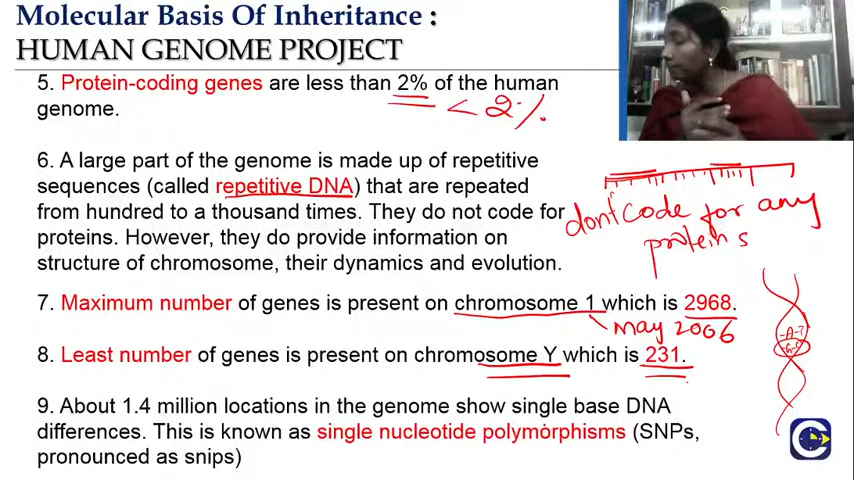 Molecular Basis Of Inheritance :
HUMAN GENOME PROJECT
5. Protein-coding genes are less than 2% of the human
genome.
< 2%
6. A large part of the genome is made up of repetitive
sequences (called repetitive DNA) that are repeated
from hundred to a thousand times. They do not code for
proteins. However, they do provide information on
structure of chromosome, their dynamics and evolution.
don't code for any
proteins
7. Maximum number of genes is present on chromosome 1 which is 2968.
may 2006
8. Least number of genes is present on chromosome Y which is 231.
-A-T
-G-C
9. About 1.4 million locations in the genome show single base DNA
differences. This is known as single nucleotide polymorphisms (SNPs,
pronounced as snips)